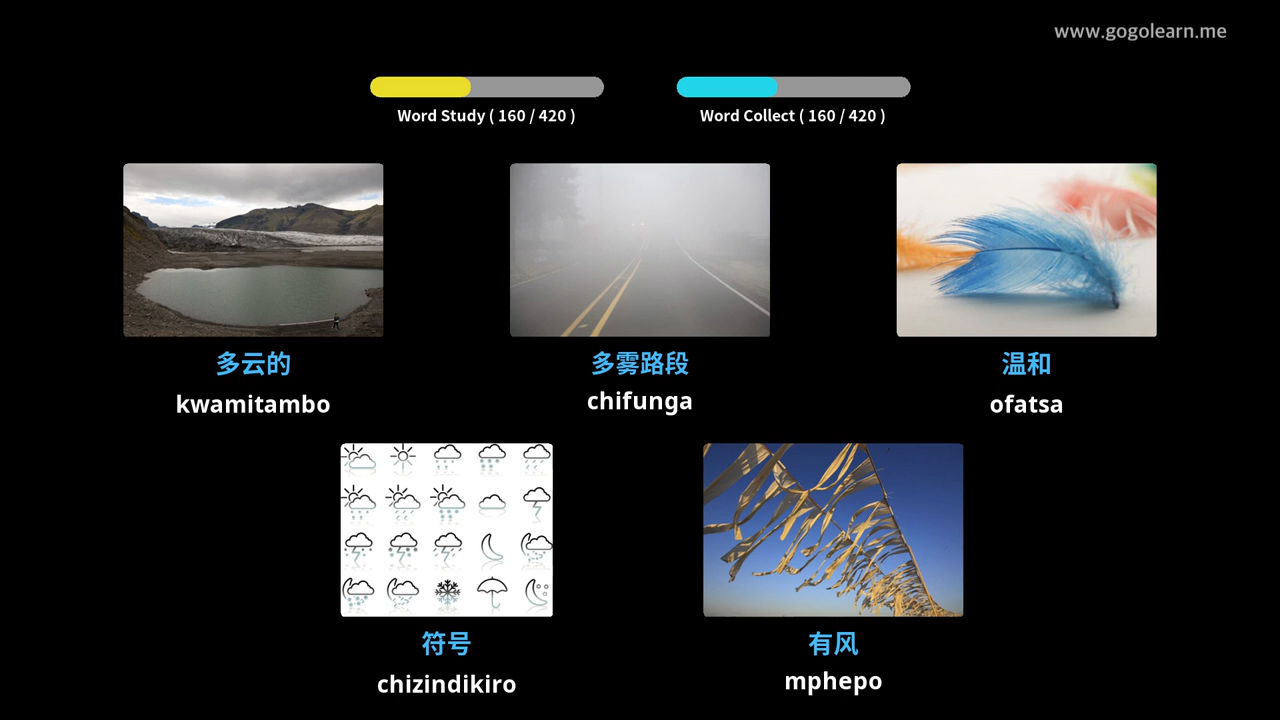 www.gogolearn.me
Word Study ( 160 / 420 )
Word Collect ( 160 / 420 )
多云的
kwamitambo
多雾路段
chifunga
温和
ofatsa
符号
chizindikiro
有风
mphepo